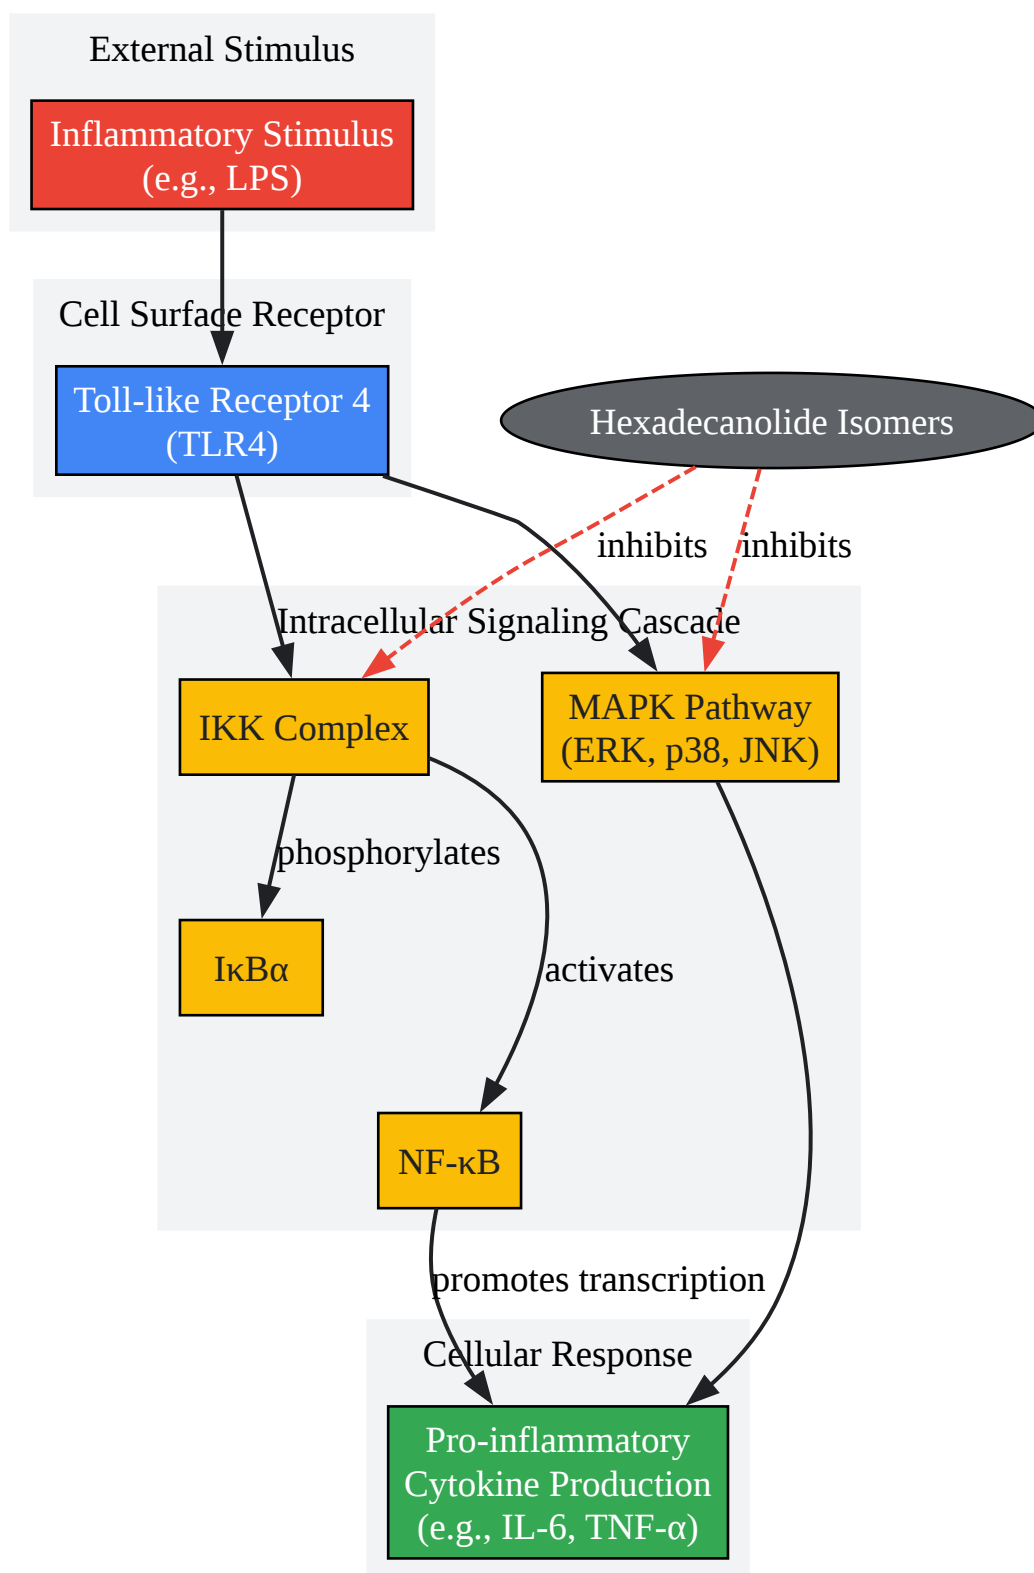 External Stimulus
Inflammatory Stimulus
(e.g., LPS)
Cell Surface Receptor
Toll-like Receptor 4
(TLR4)
Hexadecanolide Isomers
inhibits
inhibits
Intracellular Signaling Cascade
IKK Complex
MAPK Pathway
(ERK, p38, JNK)
phosphorylates
IκBα
activates
NF-κB
promotes transcription
Cellular Response
Pro-inflammatory
Cytokine Production
(e.g., IL-6, TNF-α)